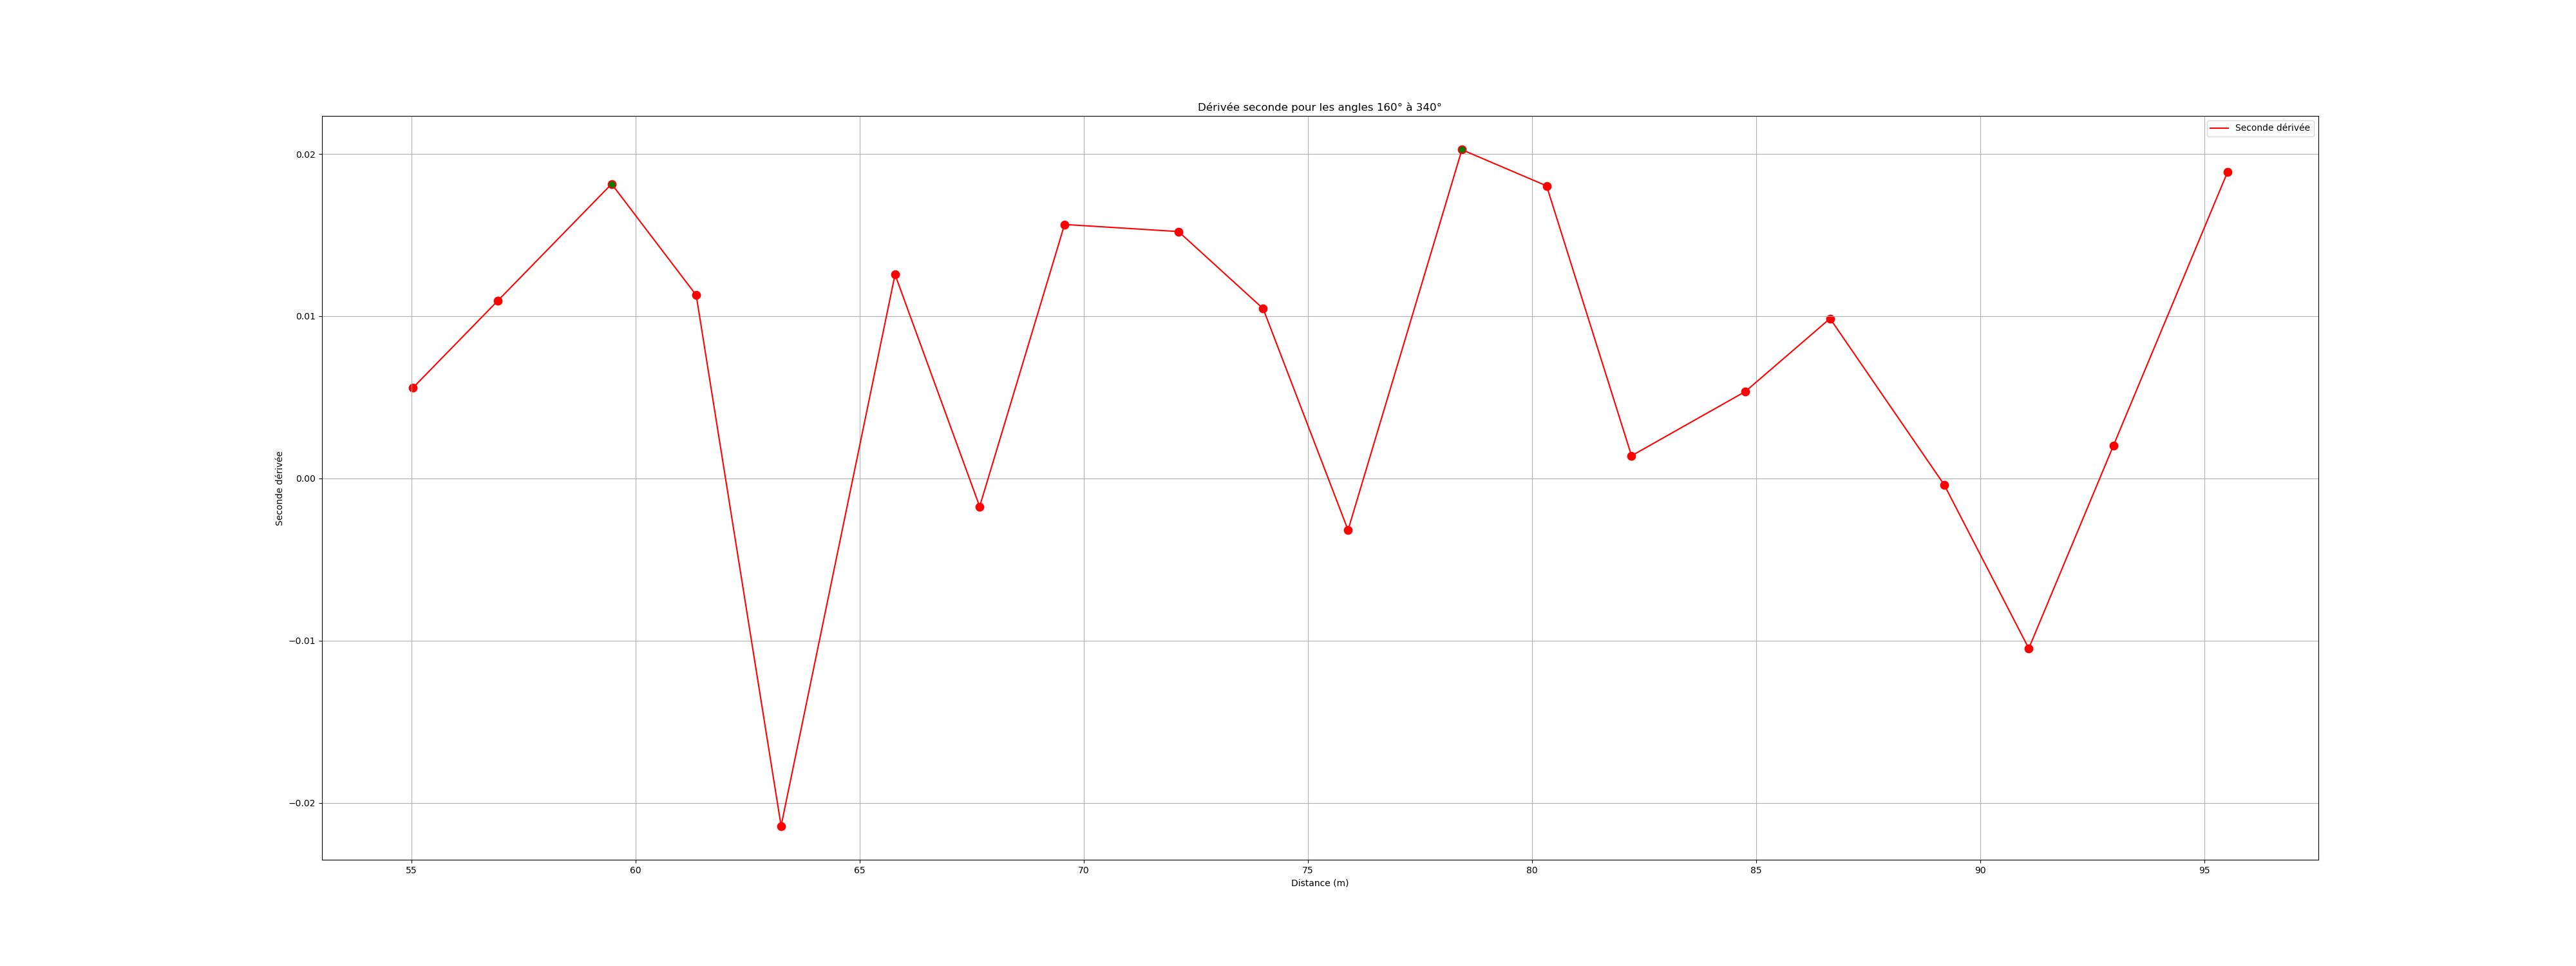 Dérivée seconde pour les angles 160° à 340°
Seconde dérivée
0.02
0.01
0.00
−0.01
−0.02
Seconde dérivée
55 60 65 70 75 80 85 90 95
Distance (m)